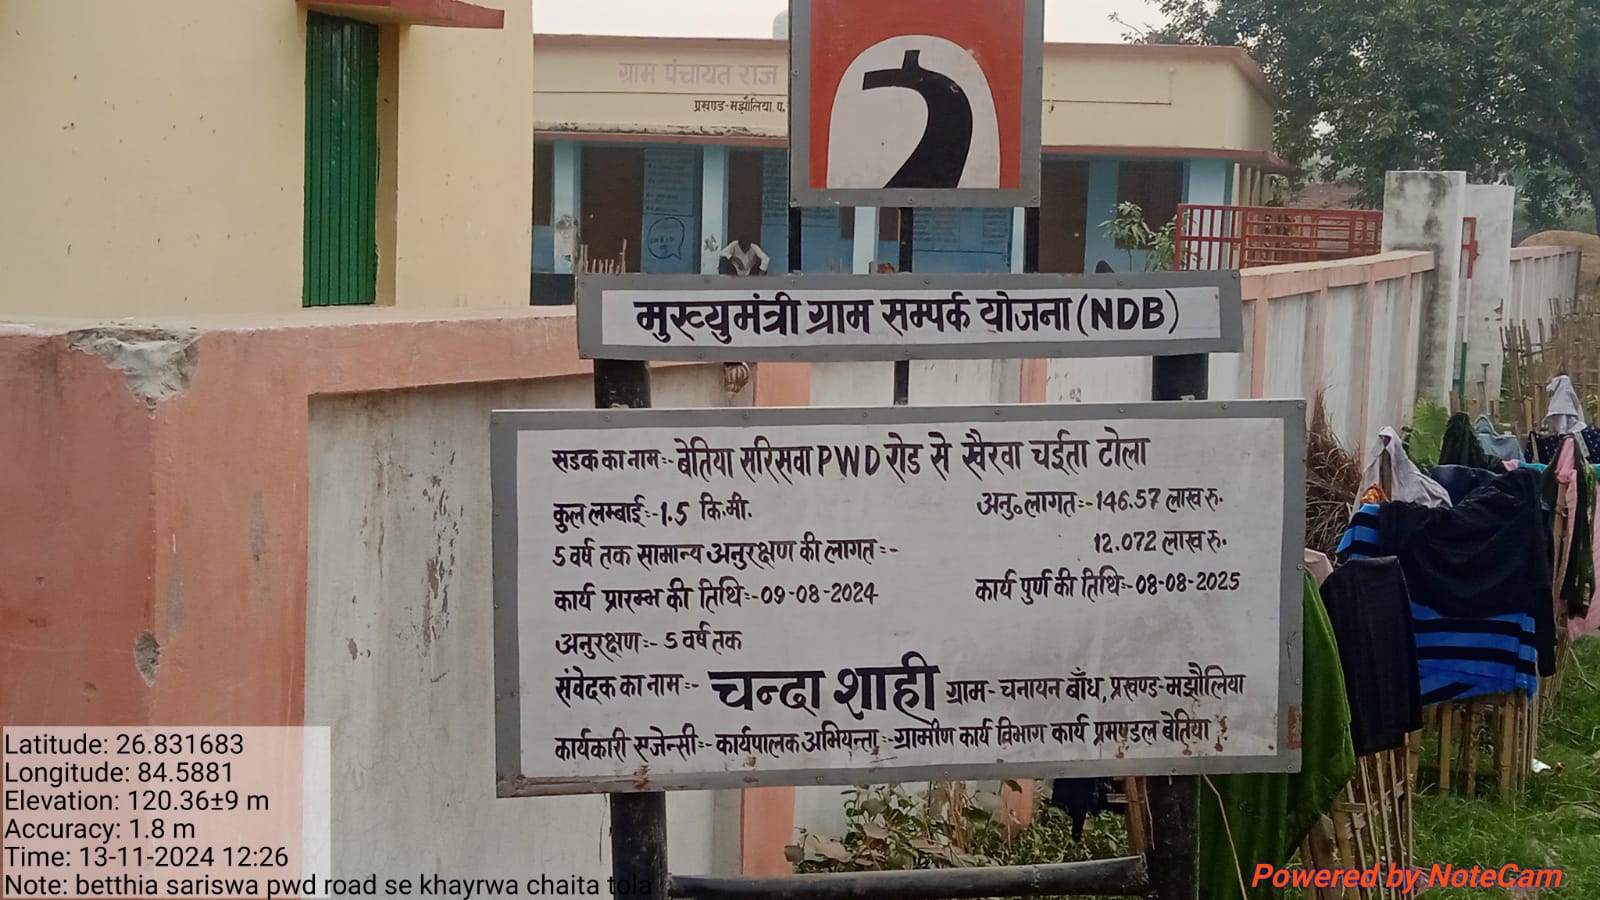 ग्राम पंचायत राज
प्रखण्ड-मझौलिया, प.
मुख्युमंत्री ग्राम सम्पर्क योजना (NDB)
सडक का नाम:- बेतिया सरिसवा PWD रोड से खैरवा चईता टोला
कुल लम्बाई:-1.5 कि.मी. अनु० लागत:-146.57 लाख रु.
5 वर्ष तक सामान्य अनुरक्षण की लागत:- 12.072 लाख रु.
कार्य प्रारम्भ की तिथि:-09-08-2024 कार्य पुर्ण की तिथि:-08-08-2025
अनुरक्षण:- 5 वर्ष तक
संवेदक का नाम:- चन्दा शाही ग्राम- चनायन बाँध, प्रखण्ड-मझौलिया
कार्यकारी एजेन्सी:- कार्यपालक अभियन्ता:-ग्रामीण कार्य विभाग कार्य प्रमण्डल बेतिया
Latitude: 26.831683
Longitude: 84.5881
Elevation: 120.36±9 m
Accuracy: 1.8 m
Time: 13-11-2024 12:26
Note: betthia sariswa pwd road se khayrwa chaita tola
Powered by NoteCam